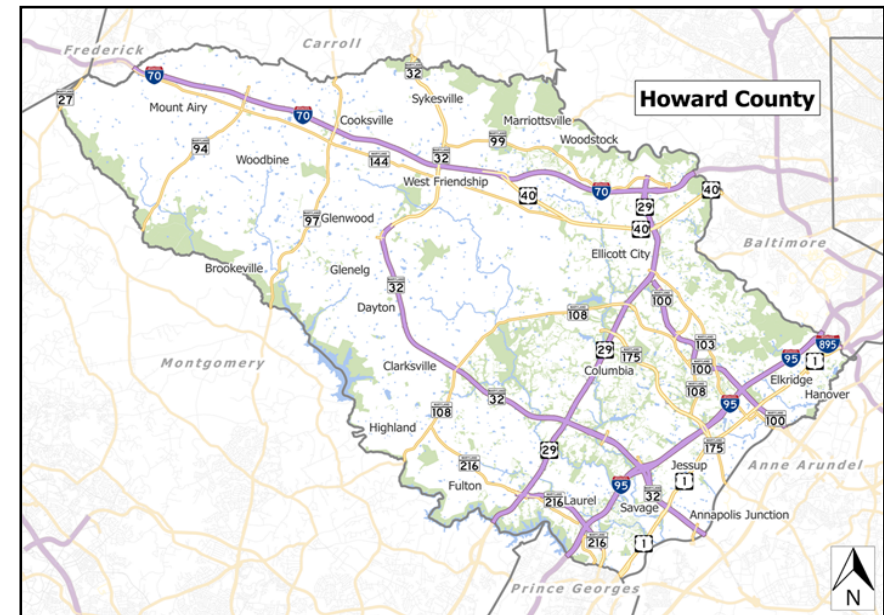 Frederick
Carroll
70
32
27
Mount Airy
Sykesville
Howard County
70
Cooksville
Marriottsville
99
Woodstock
94
144
32
Woodbine
West Friendship
70
40
40
29
97
Glenwood
40
Ellicott City
Baltimore
Brookeville
Glenelg
32
100
Dayton
108
103
895
Montgomery
29
175
95
1
Clarksville
Columbia
100
Elkridge
32
108
Hanover
108
95
100
Highland
29
175
216
Jessup
Anne Arundel
Fulton
95
1
216
Laurel
32
Savage
Annapolis Junction
216
1
Prince Georges
N